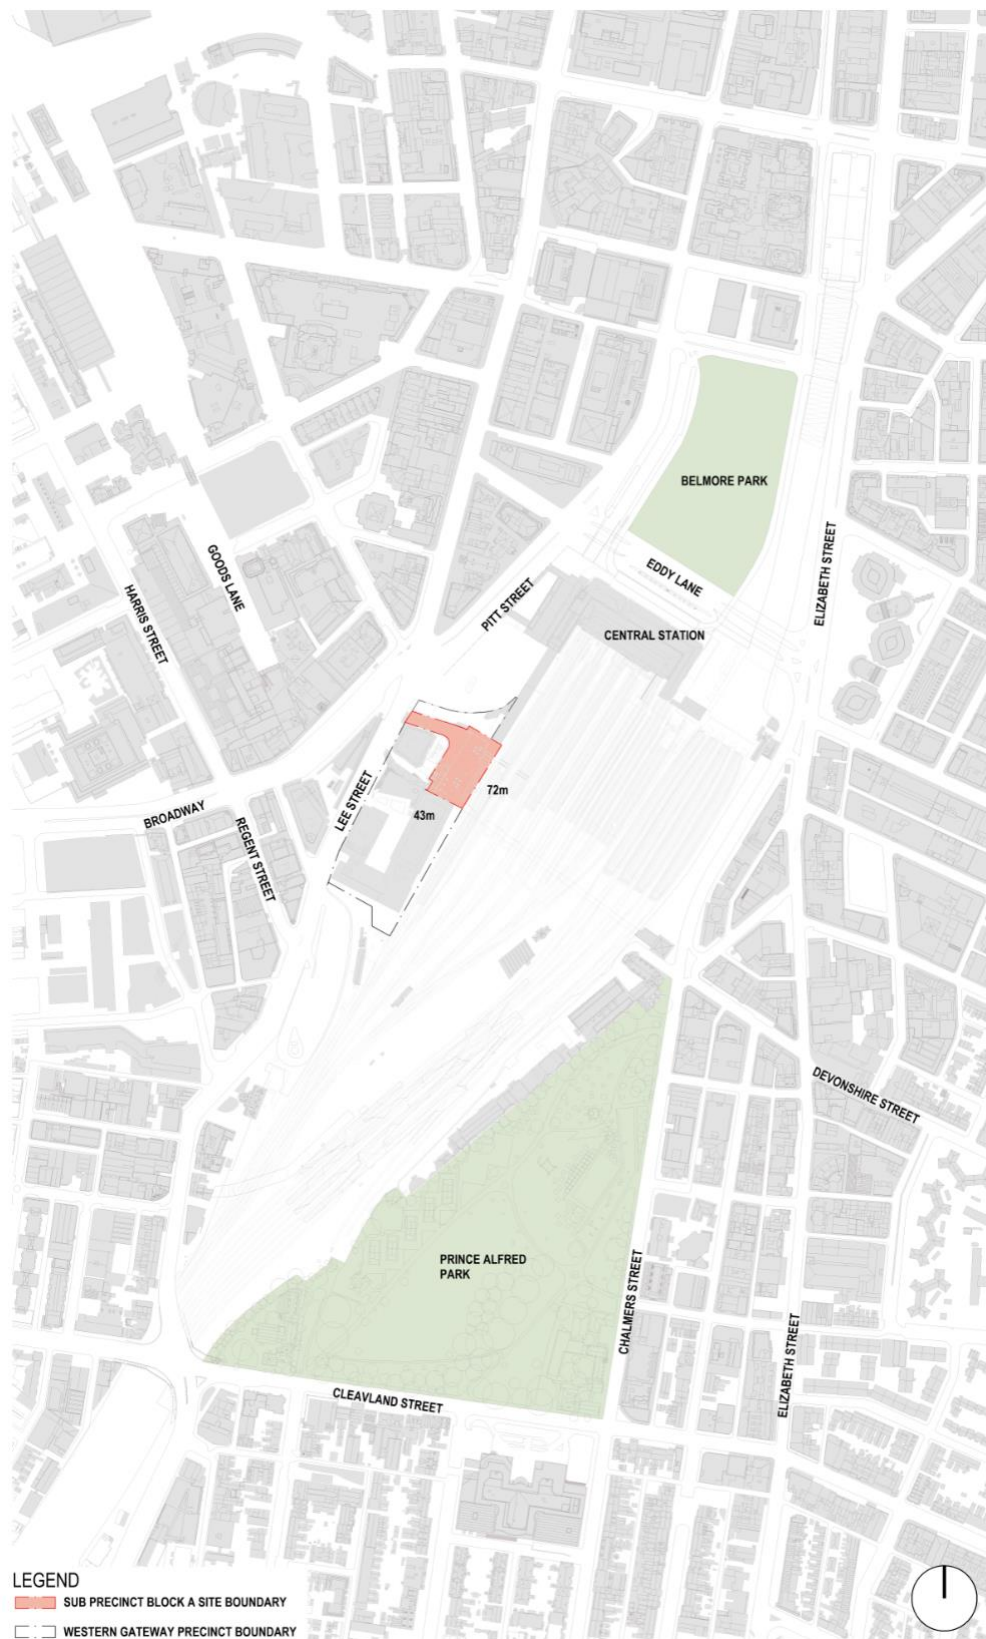 BELMORE PARK
ELIZABETH STREET
GOODS LANE
EDDY LANE
HARRIS STREET
PITT STREET
CENTRAL STATION
72m
LEE STREET
43m
BROADWAY
REGENT STREET
DEVONSHIRE STREET
PRINCE ALFRED
PARK
CHALMERS STREET
ELIZABETH STREET
CLEAVLAND STREET
LEGEND
SUB PRECINCT BLOCK A SITE BOUNDARY
WESTERN GATEWAY PRECINCT BOUNDARY